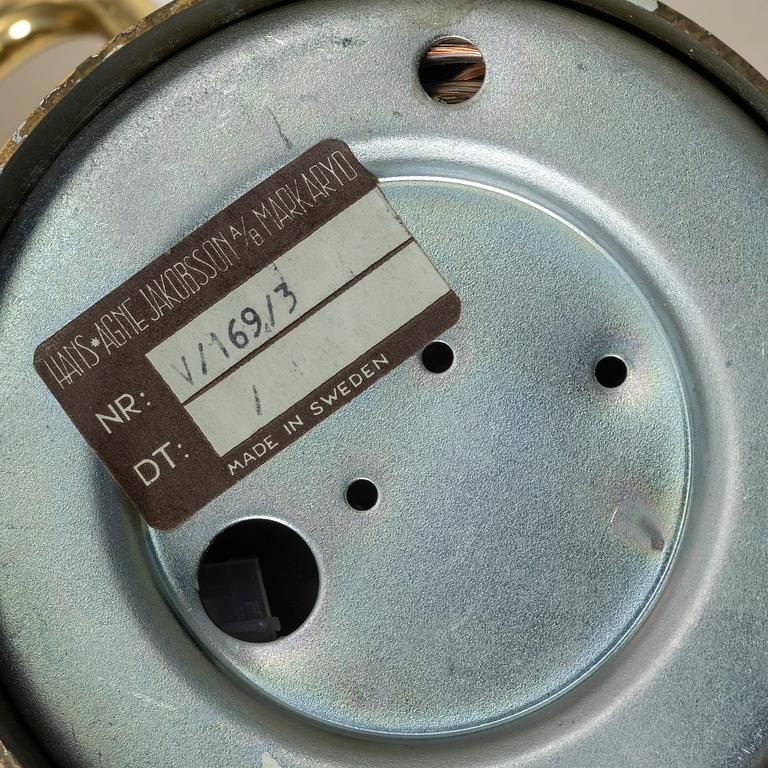 HANS*AGNE JAKOBSSON A/B MARKARYD
NR: V/169/3
DT: /
MADE IN SWEDEN